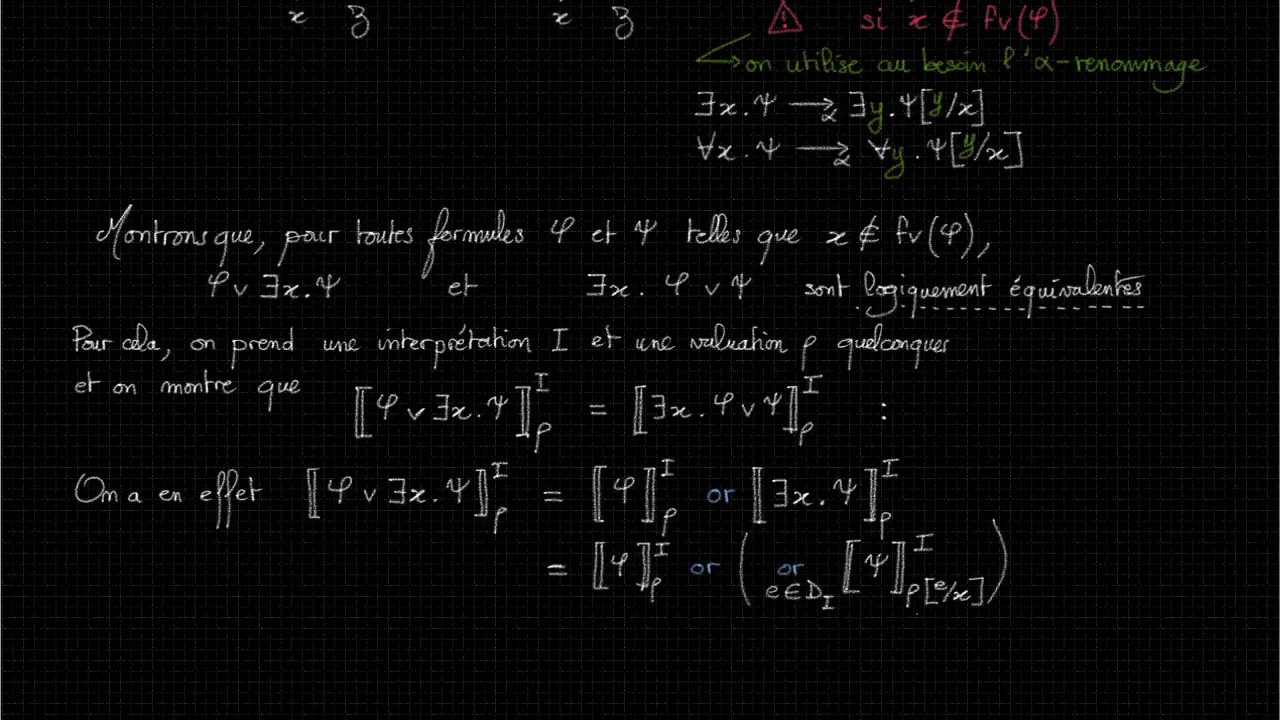 x z x z si x ∉ fv(φ)
on utilise au besoin l'α-renommage
∃x.Ψ →α ∃y.Ψ[y/x]
∀x.Ψ →α ∀y.Ψ[y/x]
Montrons que, pour toutes formules φ et Ψ telles que x ∉ fv(φ),
φ ∨ ∃x.Ψ et ∃x. φ ∨ Ψ sont logiquement équivalentes
Pour cela, on prend une interprétation I et une valuation ρ quelconques
et on montre que ⟦φ ∨ ∃x.Ψ⟧^I_ρ = ⟦∃x. φ ∨ Ψ⟧^I_ρ :
On a en effet ⟦φ ∨ ∃x.Ψ⟧^I_ρ = ⟦φ⟧^I_ρ or ⟦∃x.Ψ⟧^I_ρ
= ⟦φ⟧^I_ρ or ( or_{e∈D_I} ⟦Ψ⟧^I_{ρ[e/x]} )